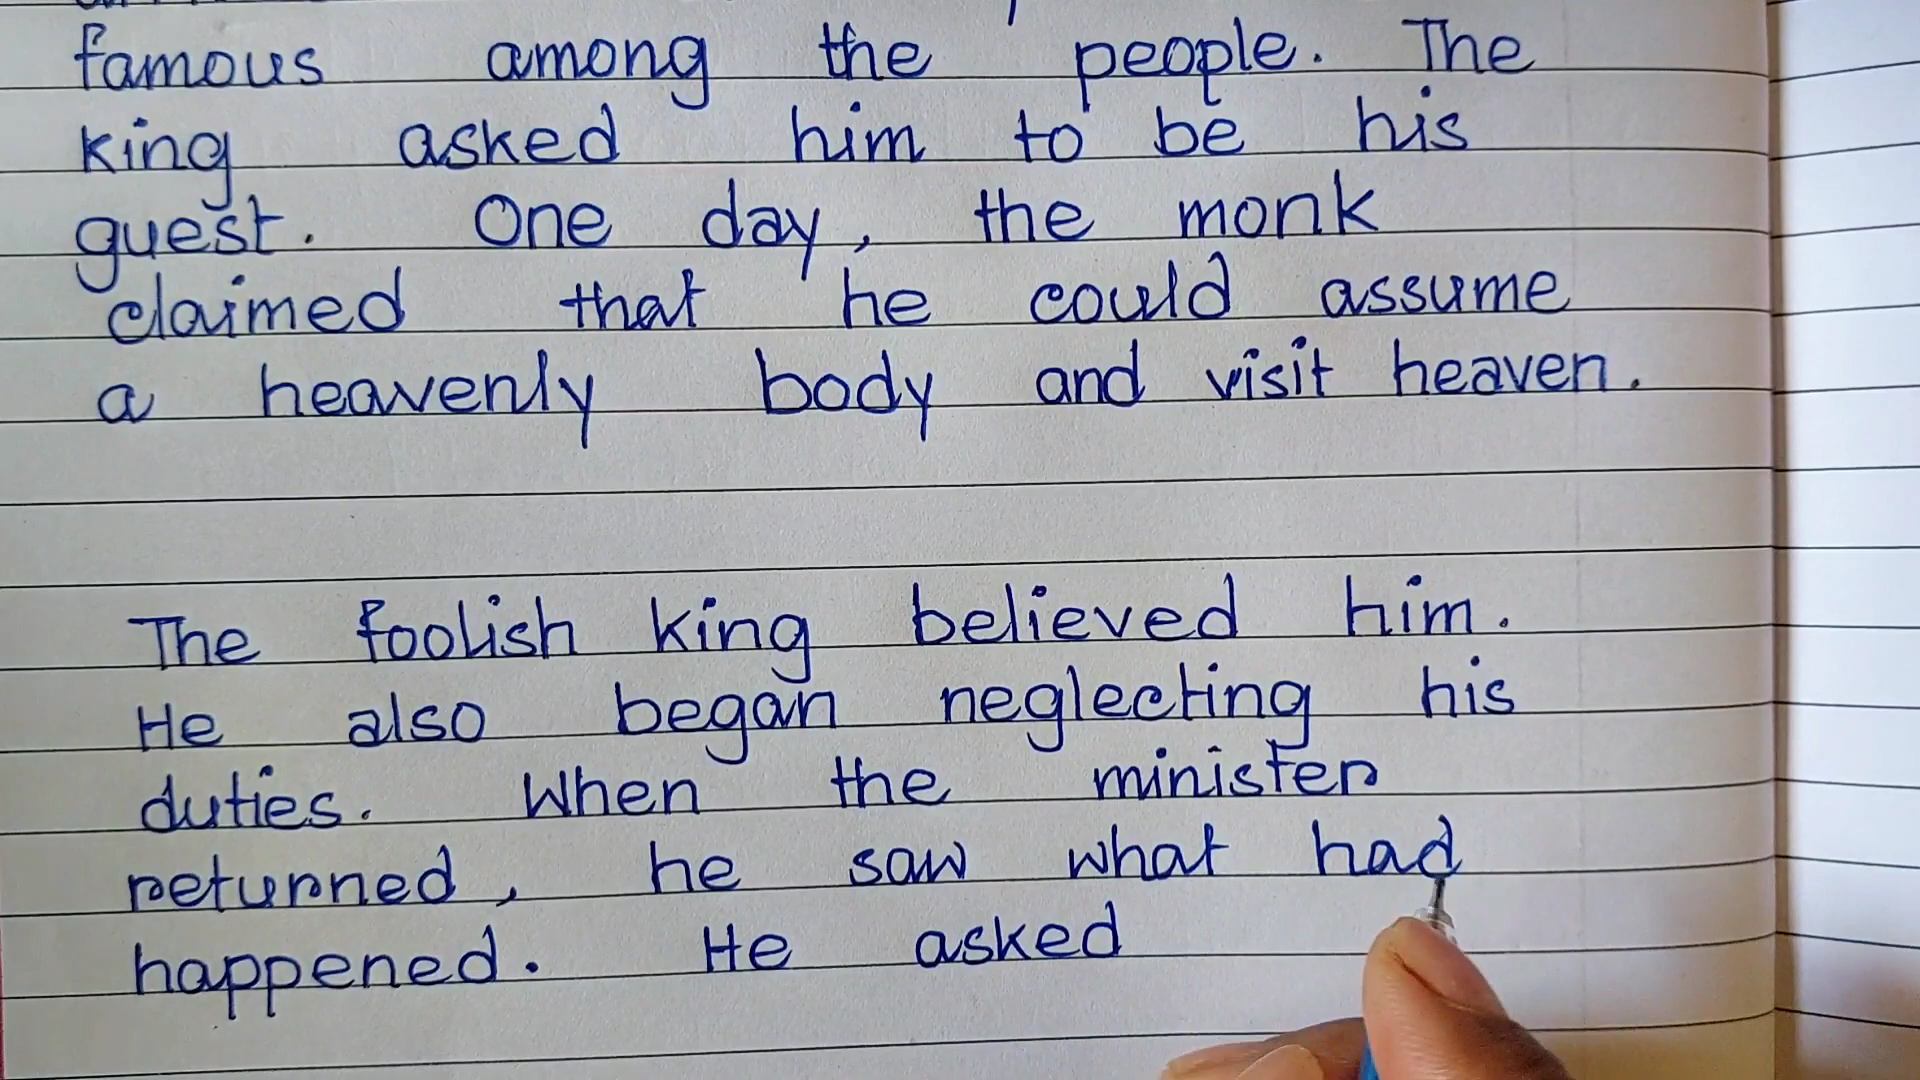 famous among the people. The
king asked him to be his
guest. One day, the monk
claimed that he could assume
a heavenly body and visit heaven.
The foolish king believed him.
He also began neglecting his
duties. When the minister
returned, he saw what had
happened. He asked